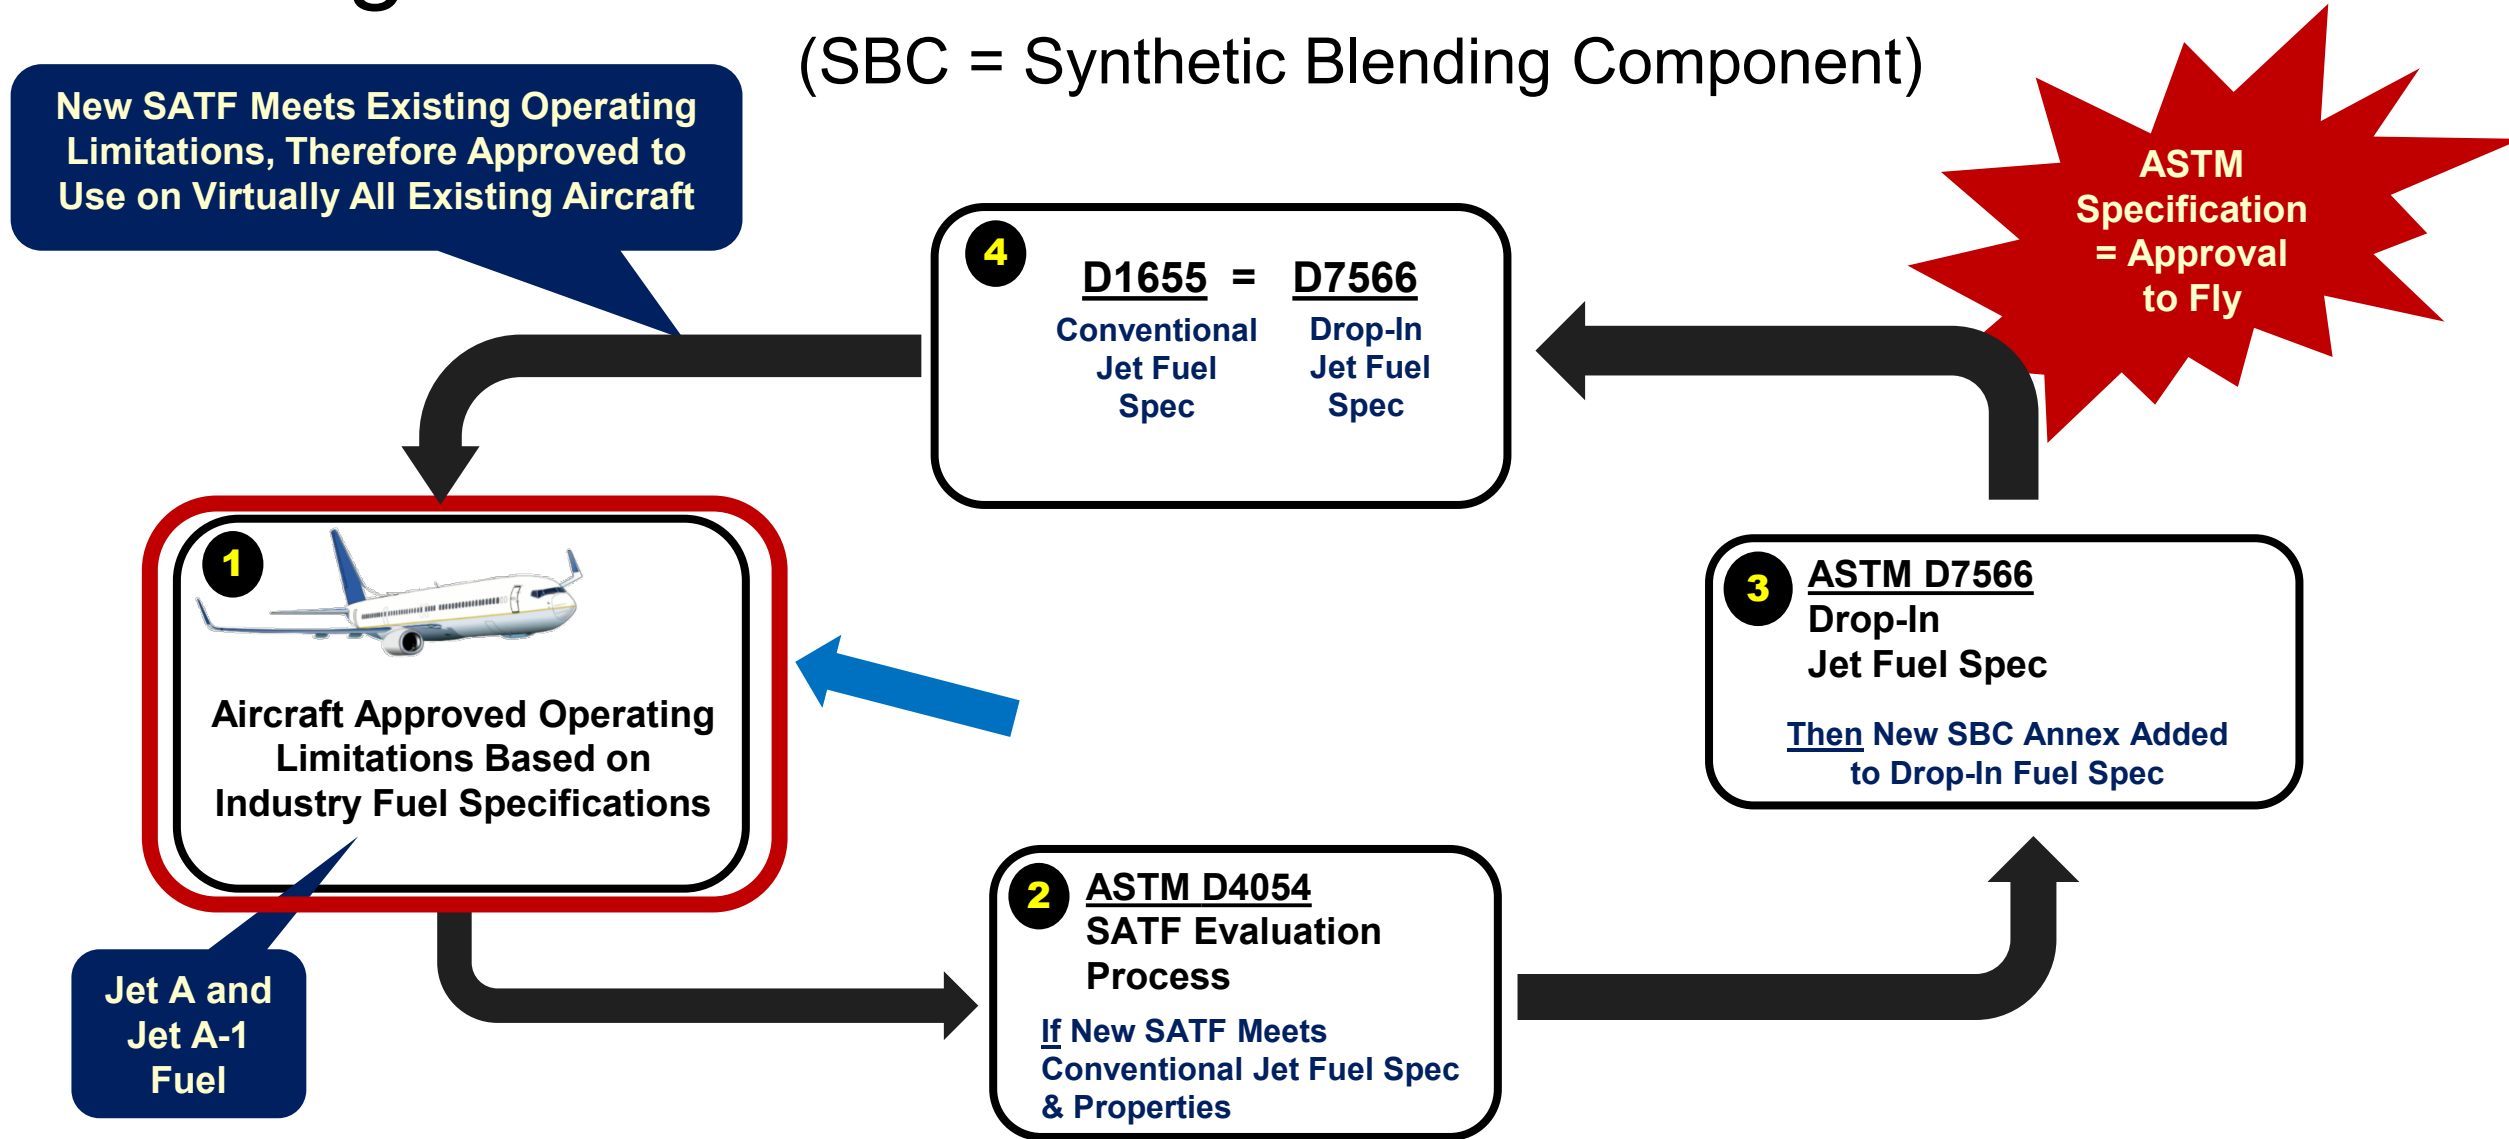 (SBC = Synthetic Blending Component)
New SATF Meets Existing Operating
Limitations, Therefore Approved to
Use on Virtually All Existing Aircraft
ASTM
Specification
= Approval
to Fly
4
D1655 = D7566
Conventional
Jet Fuel
Spec
Drop-In
Jet Fuel
Spec
1
Aircraft Approved Operating
Limitations Based on
Industry Fuel Specifications
3
ASTM D7566
Drop-In
Jet Fuel Spec
Then New SBC Annex Added
to Drop-In Fuel Spec
2
ASTM D4054
SATF Evaluation
Process
If New SATF Meets
Conventional Jet Fuel Spec
& Properties
Jet A and
Jet A-1
Fuel